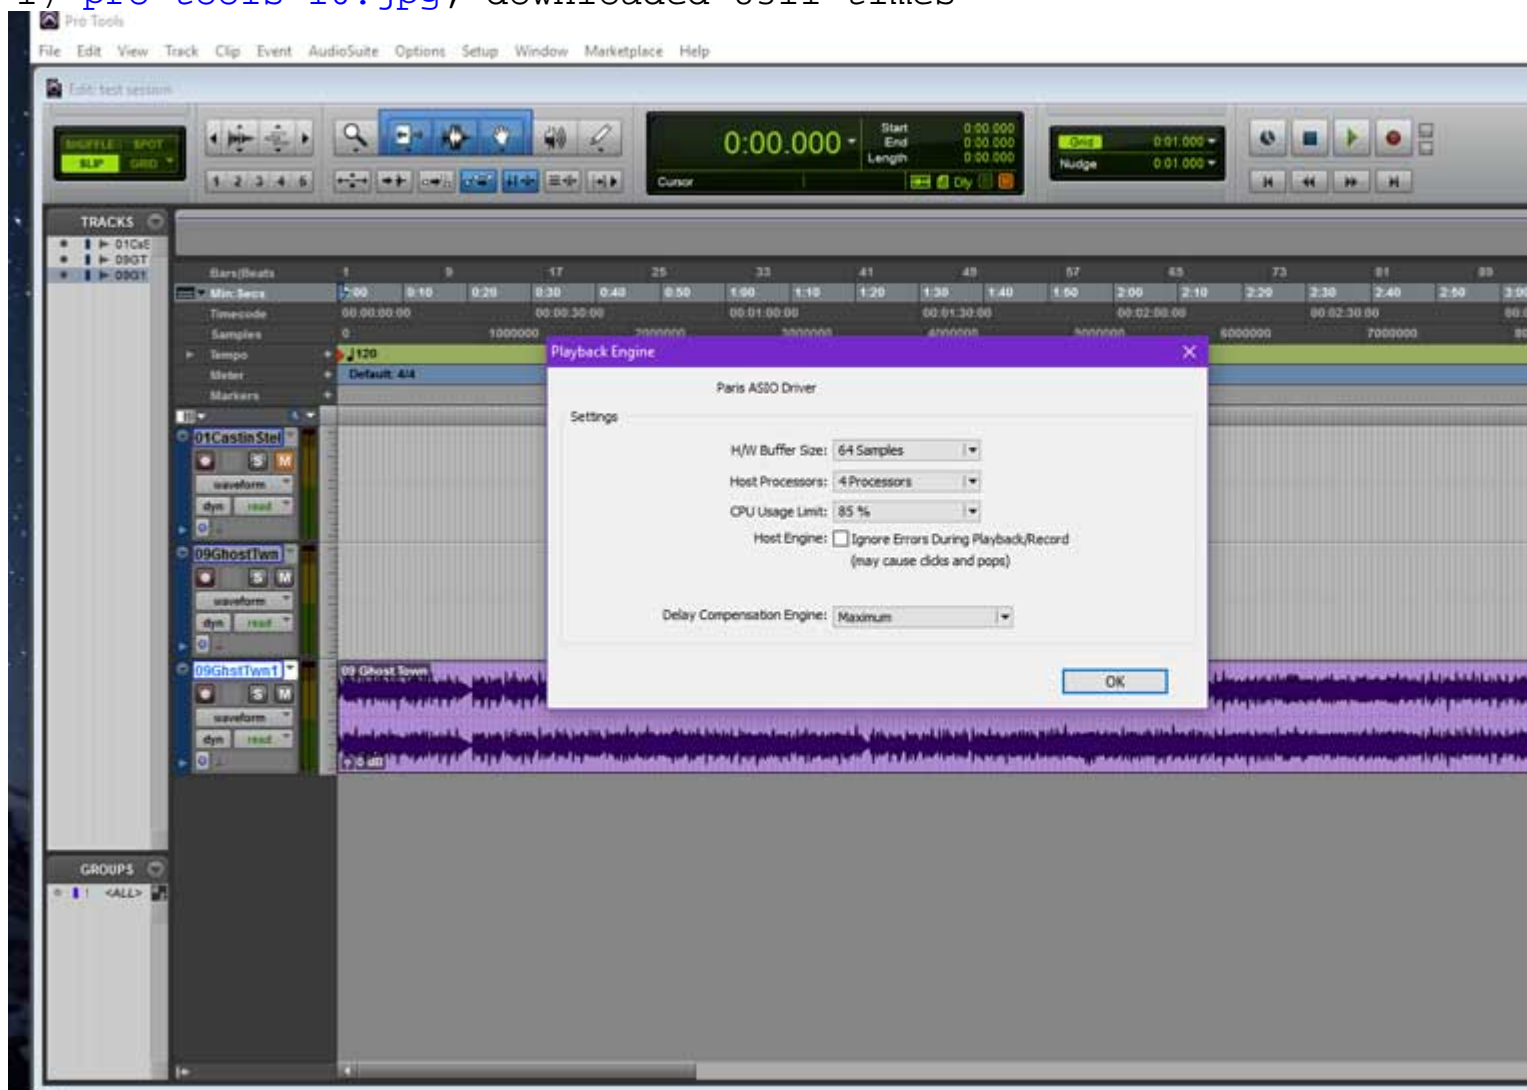 Pro Tools
File Edit View Track Clip Event AudioSuite Options Setup Window Marketplace Help
Edit: test session
SHUFFLE SPOT
SLIP GRID
1 2 3 4 5
0:00.000
Start 0:00.000
End 0:00.000
Length 0:00.000
Cursor
Dly
Grid 0:01.000
Nudge 0:01.000
TRACKS
09GT
Bars|Beats 1 9 17 25 33 41 49 57 65 73 81 89
Min:Secs 0:00 0:10 0:20 0:30 0:40 0:50 1:00 1:10 1:20 1:30 1:40 1:50 2:00 2:10 2:20 2:30 2:40 2:50
Timecode 00:00:00:00 00:00:30:00 00:01:00:00 00:01:30:00 00:02:00:00 00:02:30:00
Samples 0 1000000 2000000 3000000 4000000 5000000 6000000 7000000
Tempo 120
Meter Default: 4/4
Markers
Playback Engine
Paris ASIO Driver
Settings
H/W Buffer Size: 64 Samples
Host Processors: 4 Processors
CPU Usage Limit: 85 %
Host Engine: Ignore Errors During Playback/Record
(may cause clicks and pops)
Delay Compensation Engine: Maximum
OK
01CastinStel
S M
waveform
dyn read
09GhostTwn
S M
waveform
dyn read
09GhstTwn1
S M
waveform
dyn read
09 Ghost Town
0 dB
GROUPS
! <ALL>